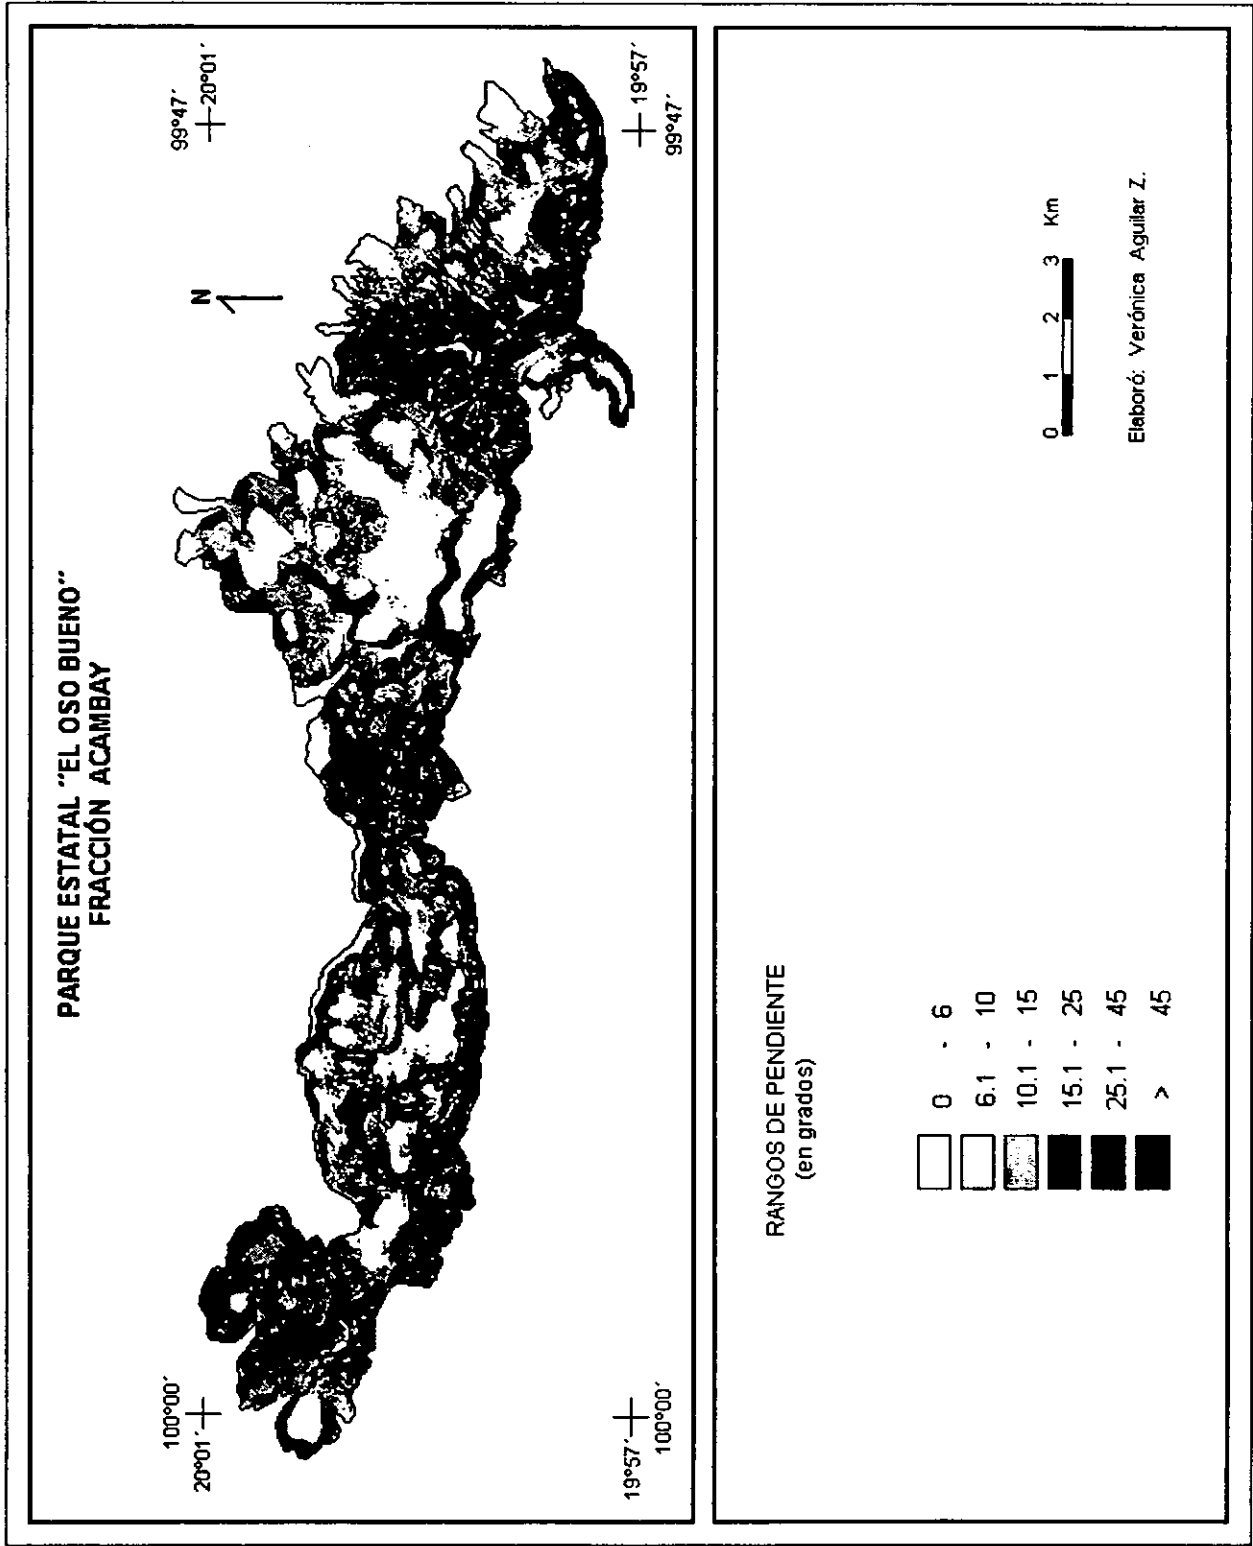 PARQUE ESTATAL "EL OSO BUENO"
FRACCIÓN ACAMBAY
100°00´
20°01´
99°47´
20°01´
N
19°57´
100°00´
19°57´
99°47´
RANGOS DE PENDIENTE
(en grados)
0 - 6
6.1 - 10
10.1 - 15
15.1 - 25
25.1 - 45
> 45
0 1 2 3 Km
Elaboró: Verónica Aguilar Z.